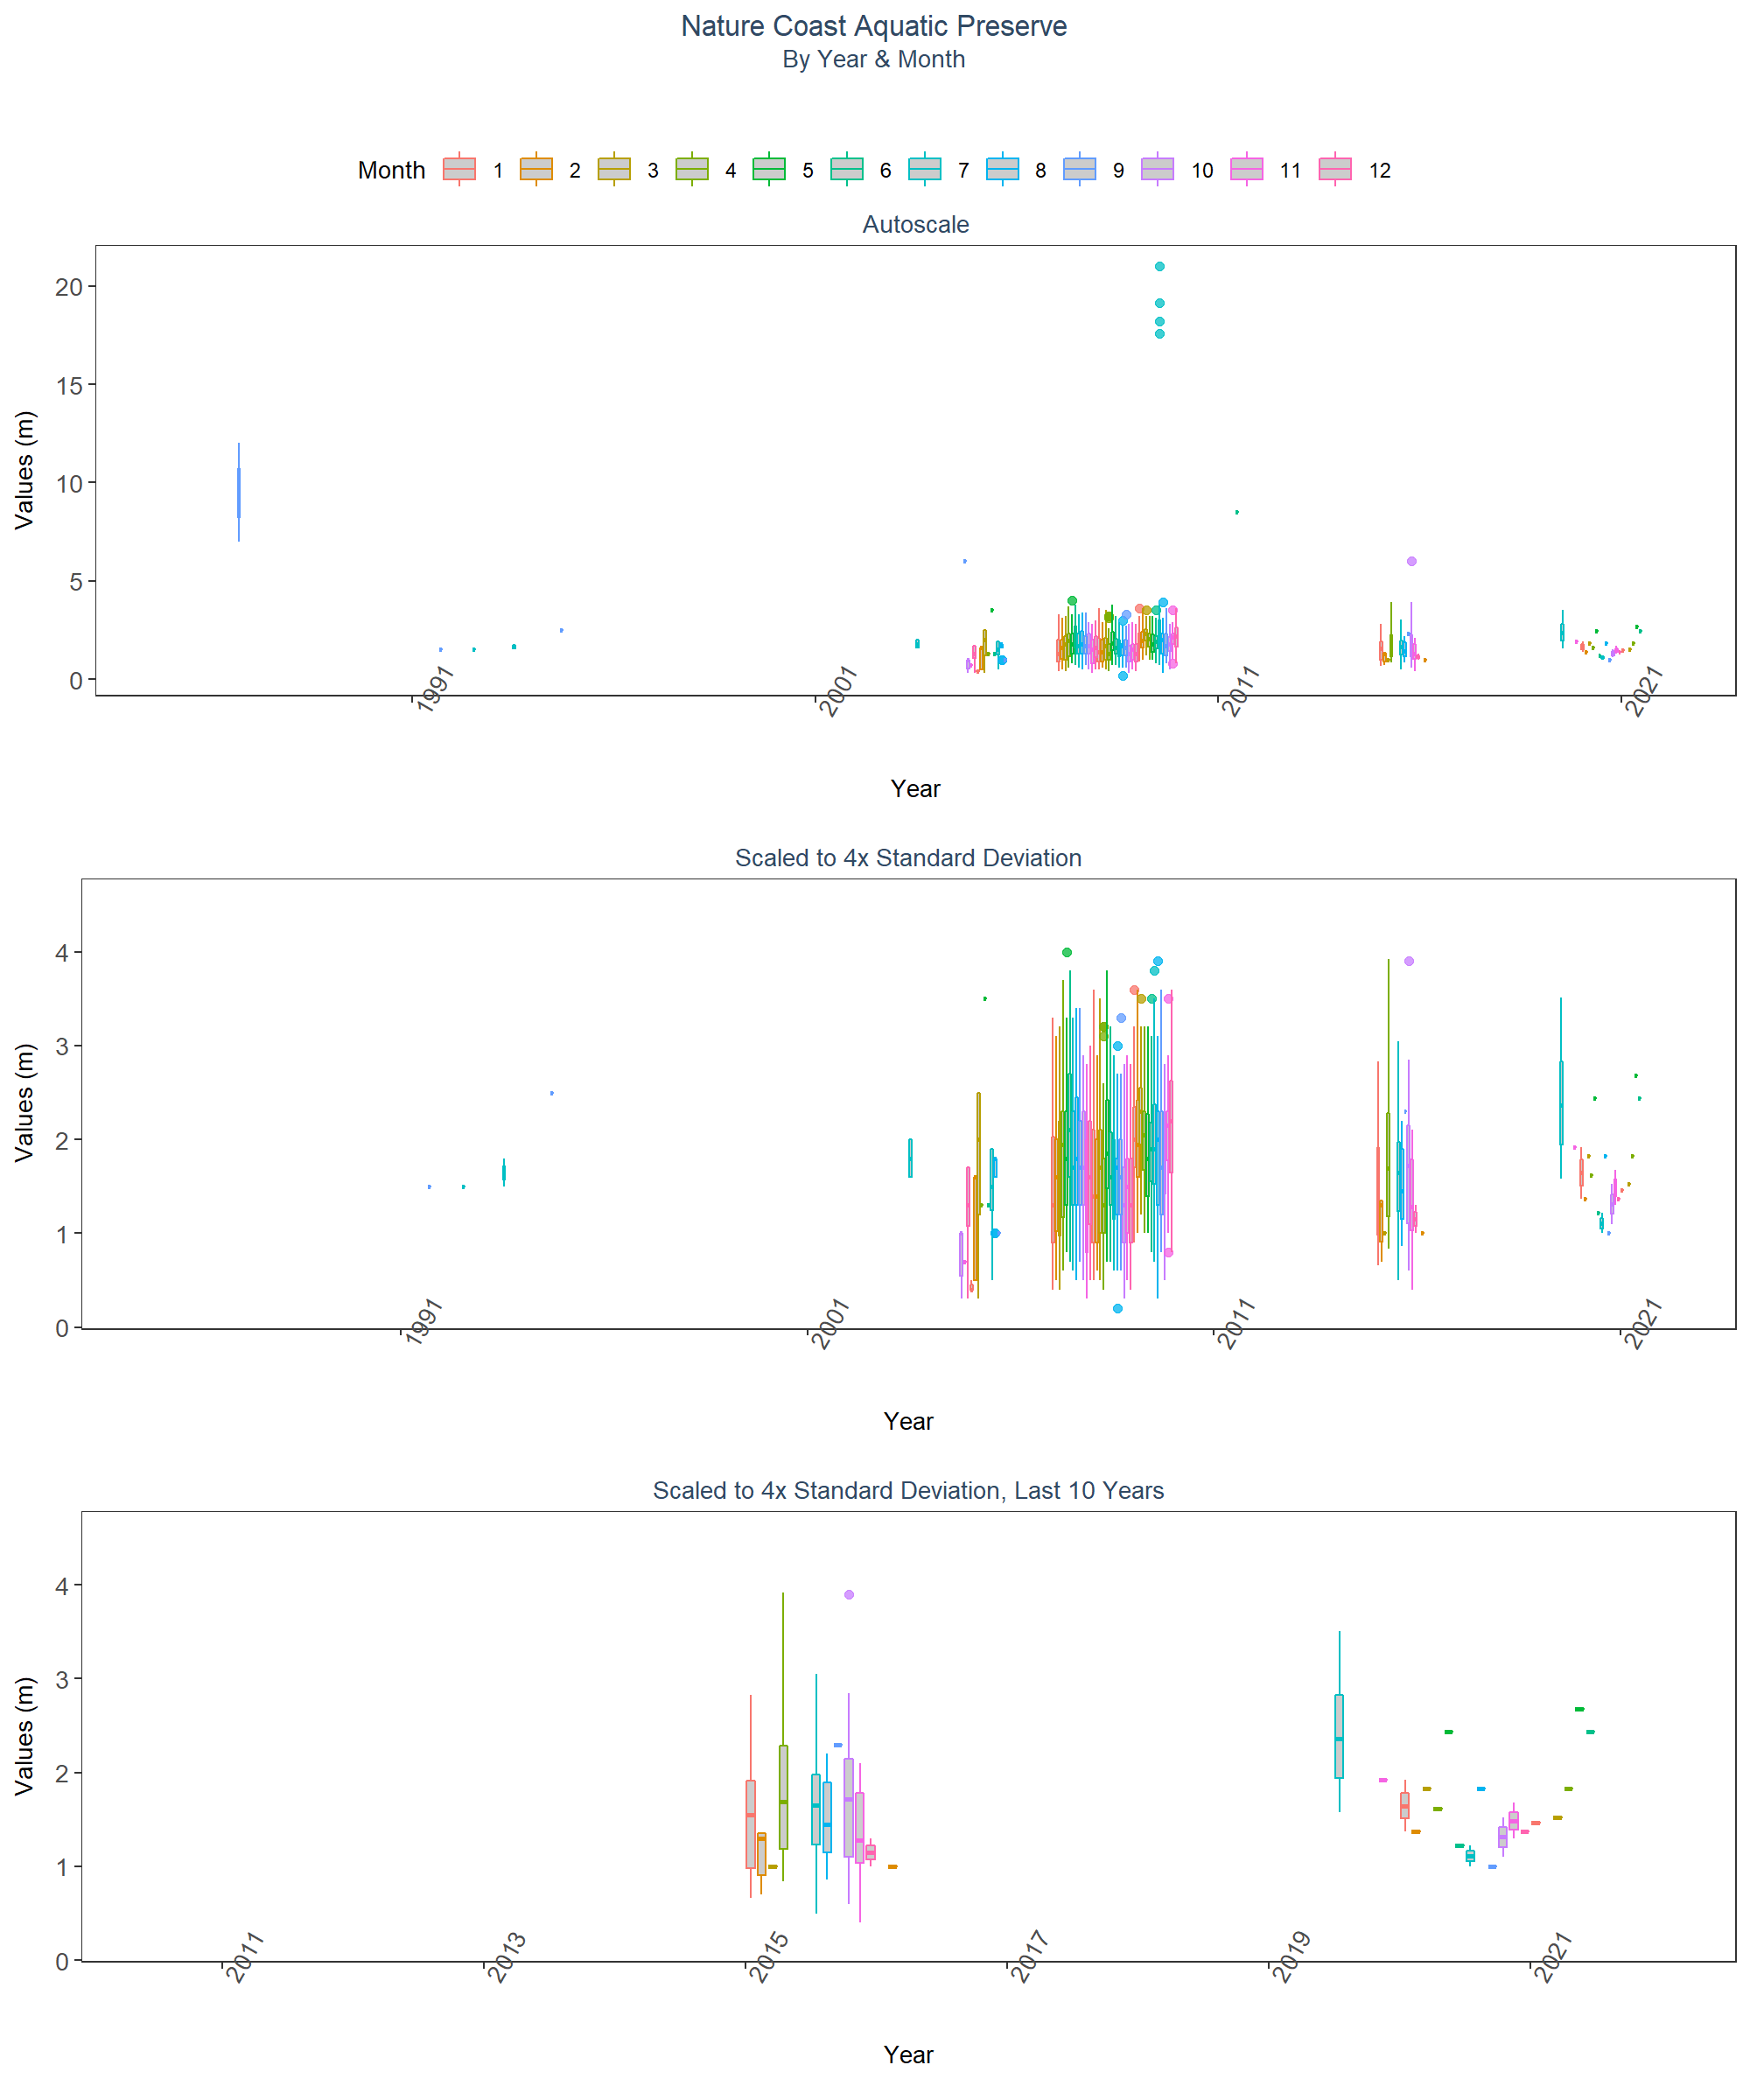 Nature Coast Aquatic Preserve
By Year & Month
Month 1 2 3 4 5 6 7 8 9 10 11 12
Autoscale
Values (m)
20
15
10
5
0
1991 2001 2011 2021
Year
Scaled to 4x Standard Deviation
Values (m)
4
3
2
1
0
1991 2001 2011 2021
Year
Scaled to 4x Standard Deviation, Last 10 Years
Values (m)
4
3
2
1
0
2011 2013 2015 2017 2019 2021
Year